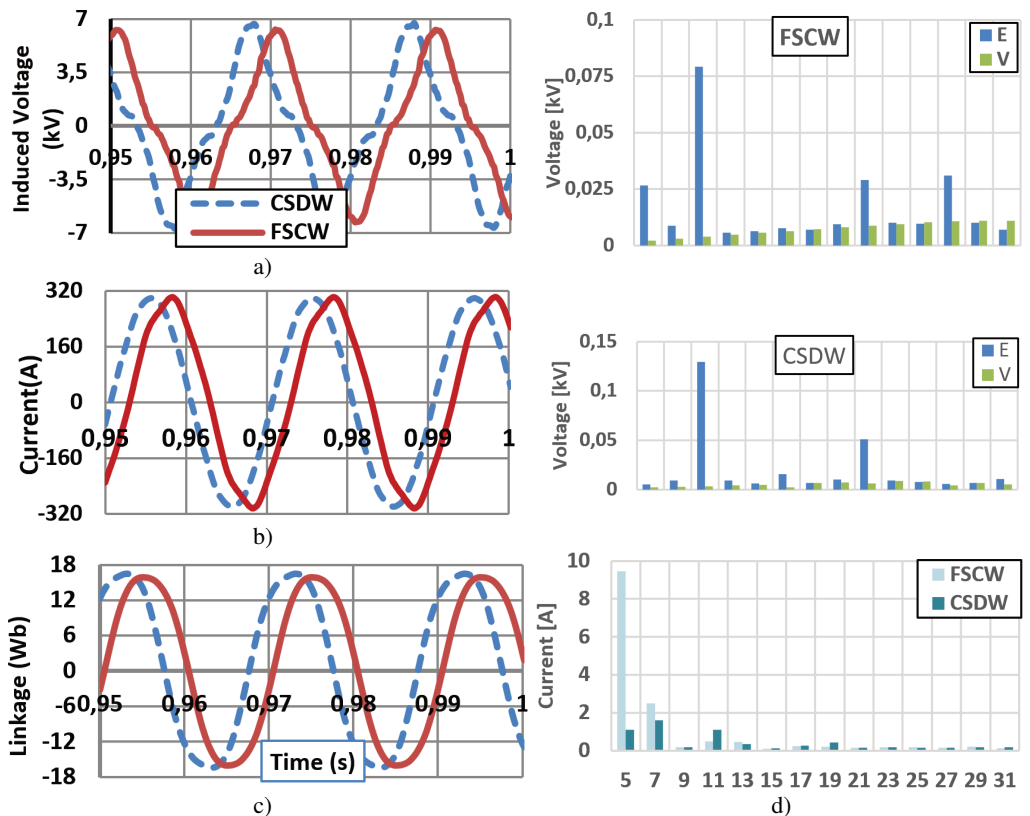 Induced Voltage
(kV)
7
3,5
0
-3,5
-7
0,95 0,96 0,97 0,98 0,99 1
CSDW
FSCW
a)
Current(A)
320
160
0
-160
-320
0,95 0,96 0,97 0,98 0,99 1
b)
Linkage (Wb)
18
12
6
0
-6
-12
-18
0,95 0,96 0,97 0,98 0,99 1
Time (s)
c)
Voltage [kV]
0,1
0,075
0,05
0,025
0
FSCW
E
V
Voltage [kV]
0,15
0,1
0,05
0
CSDW
E
V
Current [A]
10
8
6
4
2
0
FSCW
CSDW
5 7 9 11 13 15 17 19 21 23 25 27 29 31
d)